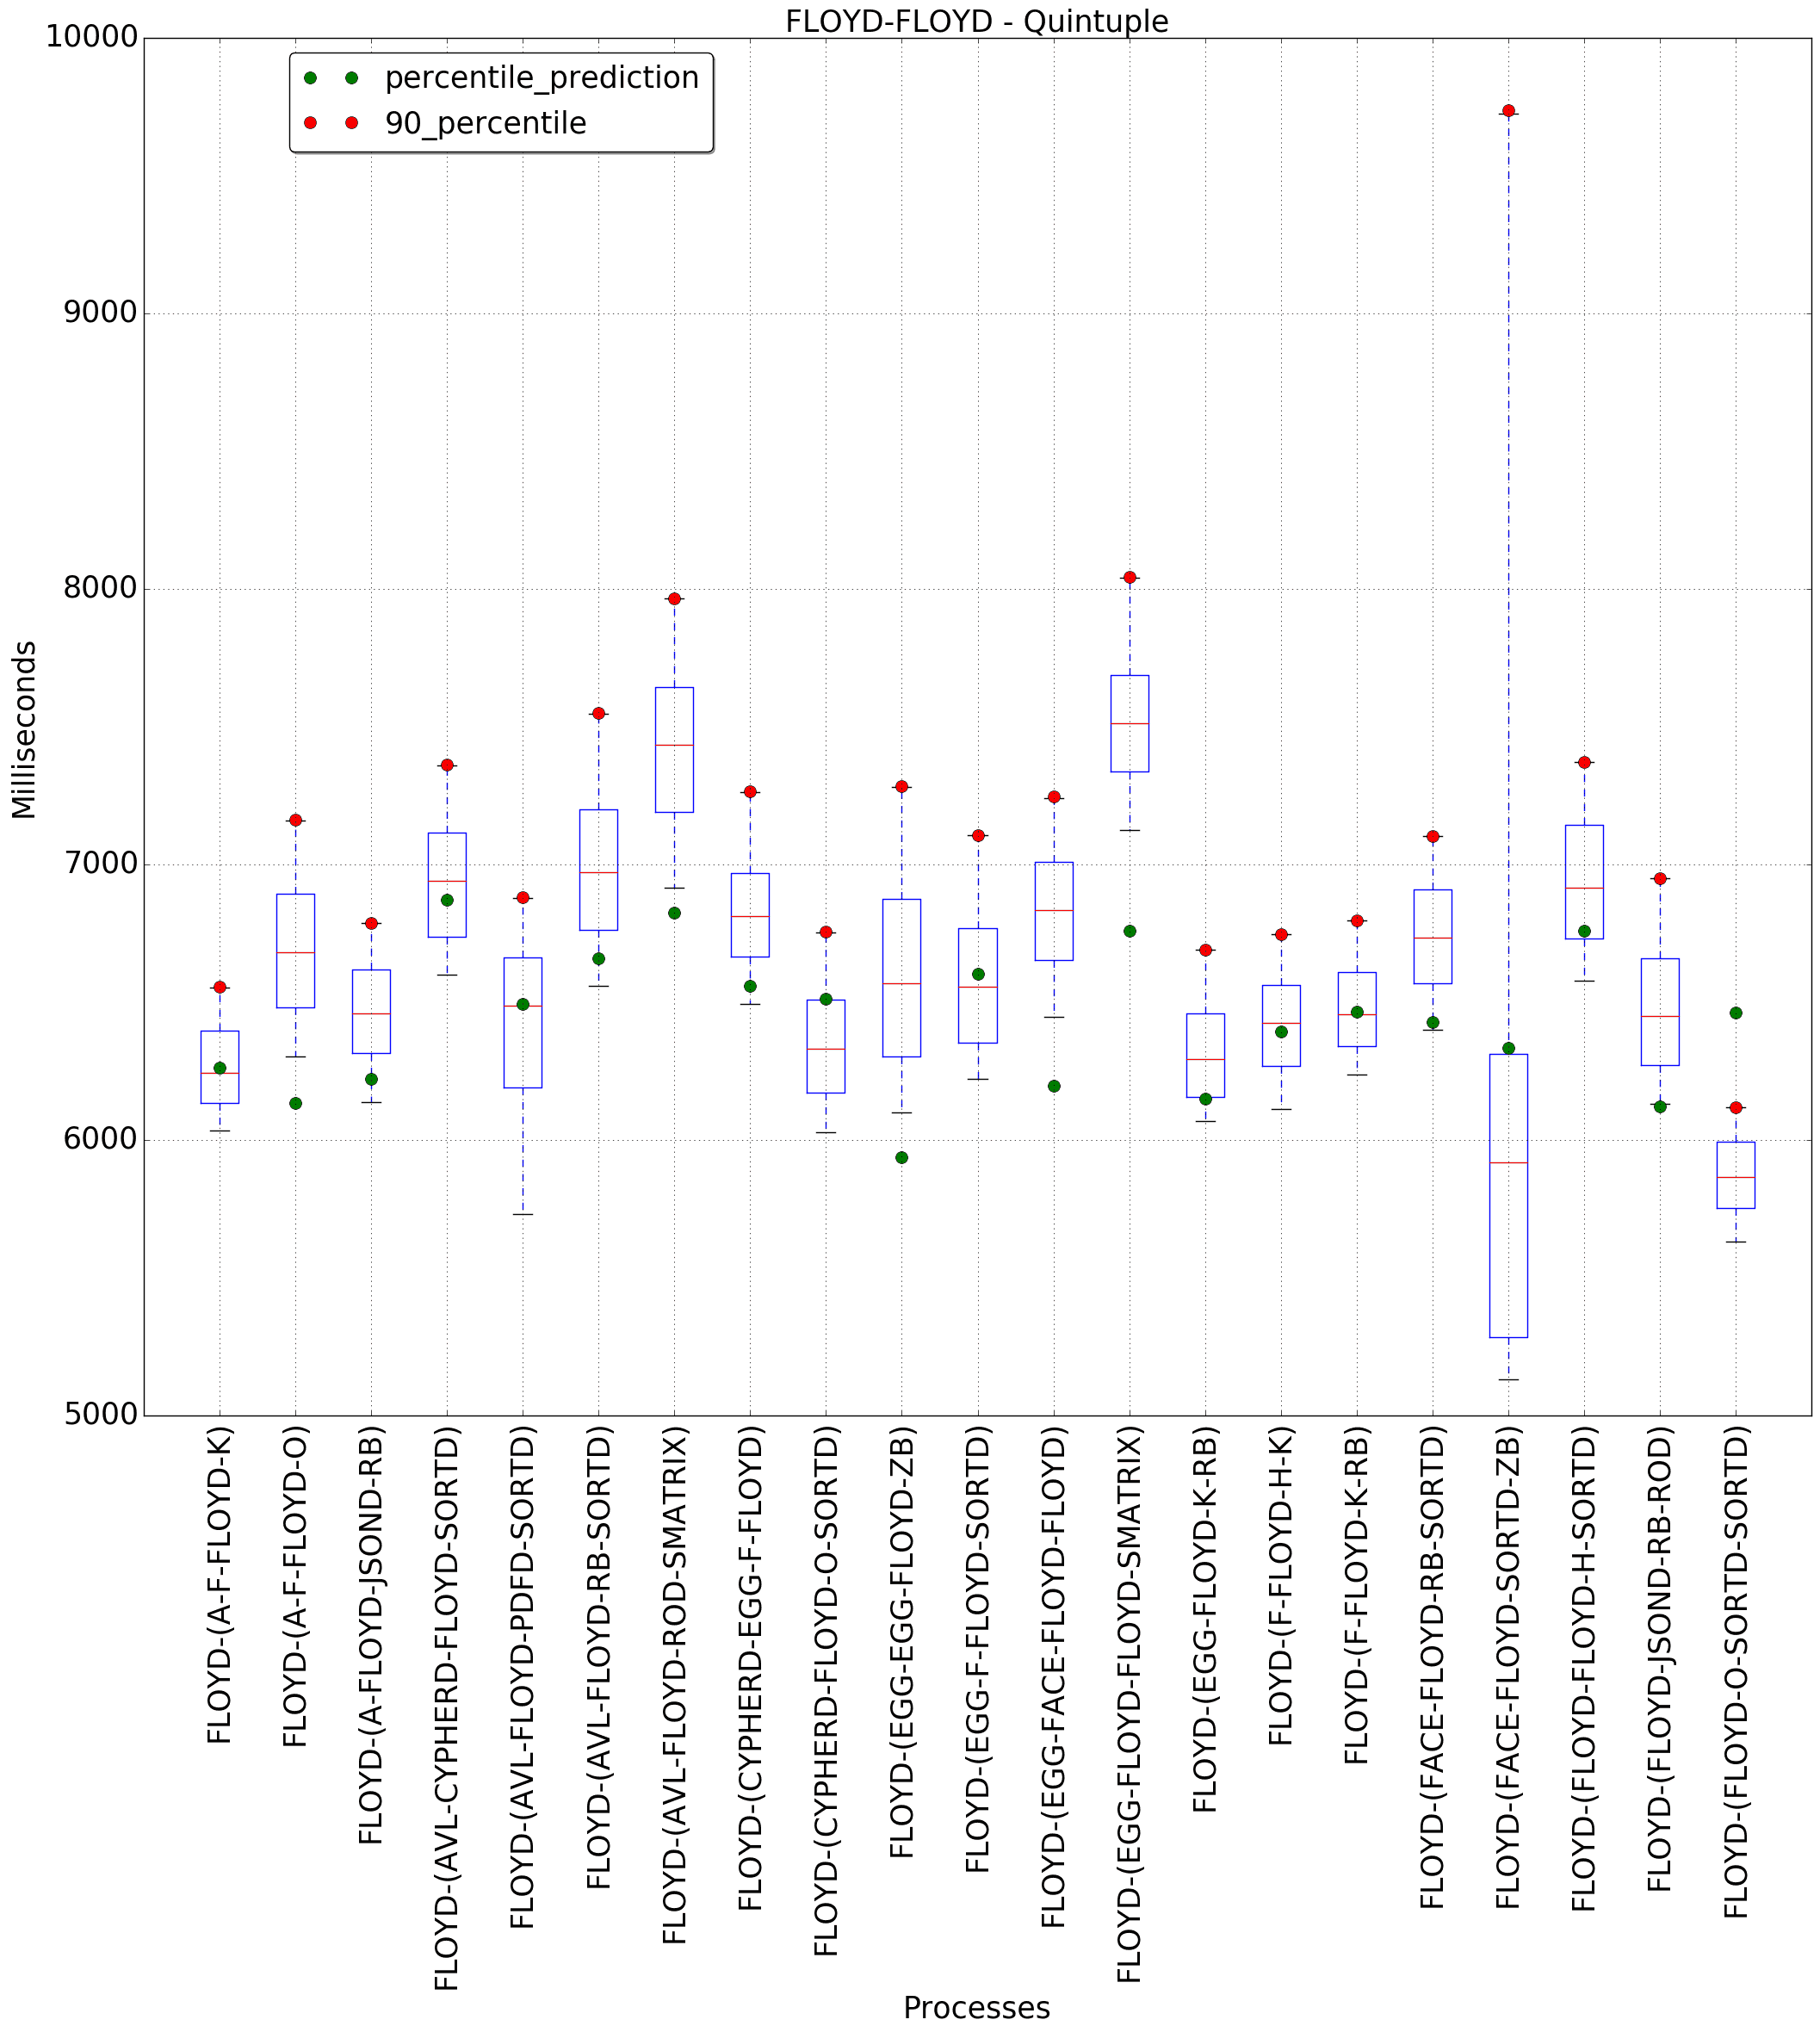 FLOYD-FLOYD - Quintuple
percentile_prediction
90_percentile
10000
9000
8000
7000
6000
5000
Milliseconds
FLOYD-(A-F-FLOYD-K)
FLOYD-(A-F-FLOYD-O)
FLOYD-(A-FLOYD-JSOND-RB)
FLOYD-(AVL-CYPHERD-FLOYD-SORTD)
FLOYD-(AVL-FLOYD-PDFD-SORTD)
FLOYD-(AVL-FLOYD-RB-SORTD)
FLOYD-(AVL-FLOYD-ROD-SMATRIX)
FLOYD-(CYPHERD-EGG-F-FLOYD)
FLOYD-(CYPHERD-FLOYD-O-SORTD)
FLOYD-(EGG-EGG-FLOYD-ZB)
FLOYD-(EGG-F-FLOYD-SORTD)
FLOYD-(EGG-FACE-FLOYD-FLOYD)
FLOYD-(EGG-FLOYD-FLOYD-SMATRIX)
FLOYD-(EGG-FLOYD-K-RB)
FLOYD-(F-FLOYD-H-K)
FLOYD-(F-FLOYD-K-RB)
FLOYD-(FACE-FLOYD-RB-SORTD)
FLOYD-(FACE-FLOYD-SORTD-ZB)
FLOYD-(FLOYD-FLOYD-H-SORTD)
FLOYD-(FLOYD-JSOND-RB-ROD)
FLOYD-(FLOYD-O-SORTD-SORTD)
Processes